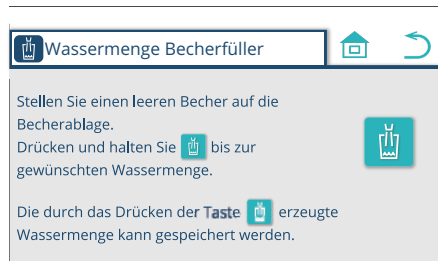 Wassermenge Becherfüller
Stellen Sie einen leeren Becher auf die
Becherablage.
Drücken und halten Sie bis zur
gewünschten Wassermenge.
Die durch das Drücken der Taste erzeugte
Wassermenge kann gespeichert werden.